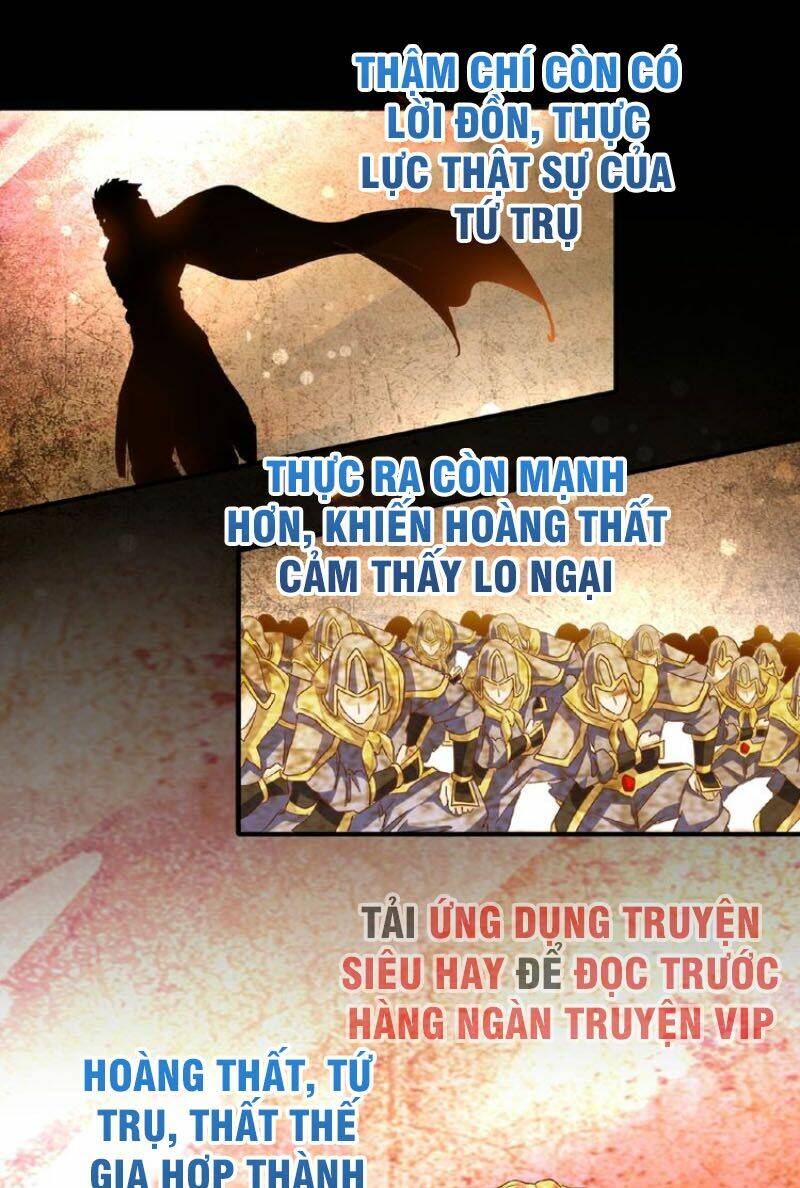 THẬM CHÍ CÒN CÓ
LỜI ĐỒN, THỰC
LỰC THẬT SỰ CỦA
TỨ TRỤ
THỰC RA CÒN MẠNH
HƠN, KHIẾN HOÀNG THẤT
CẢM THẤY LO NGẠI
TẢI ỨNG DỤNG TRUYỆN
SIÊU HAY ĐỂ ĐỌC TRƯỚC
HÀNG NGÀN TRUYỆN VIP
HOÀNG THẤT, TỨ
TRỤ, THẤT THẾ
GIA HỢP THÀNH